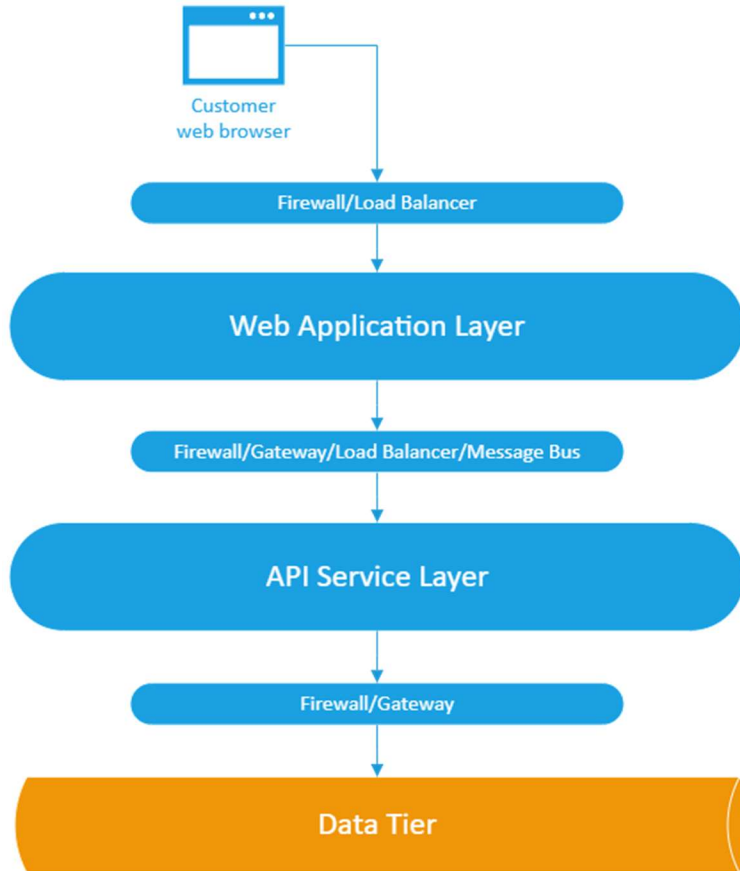 Customer
web browser
Firewall/Load Balancer
Web Application Layer
Firewall/Gateway/Load Balancer/Message Bus
API Service Layer
Firewall/Gateway
Data Tier